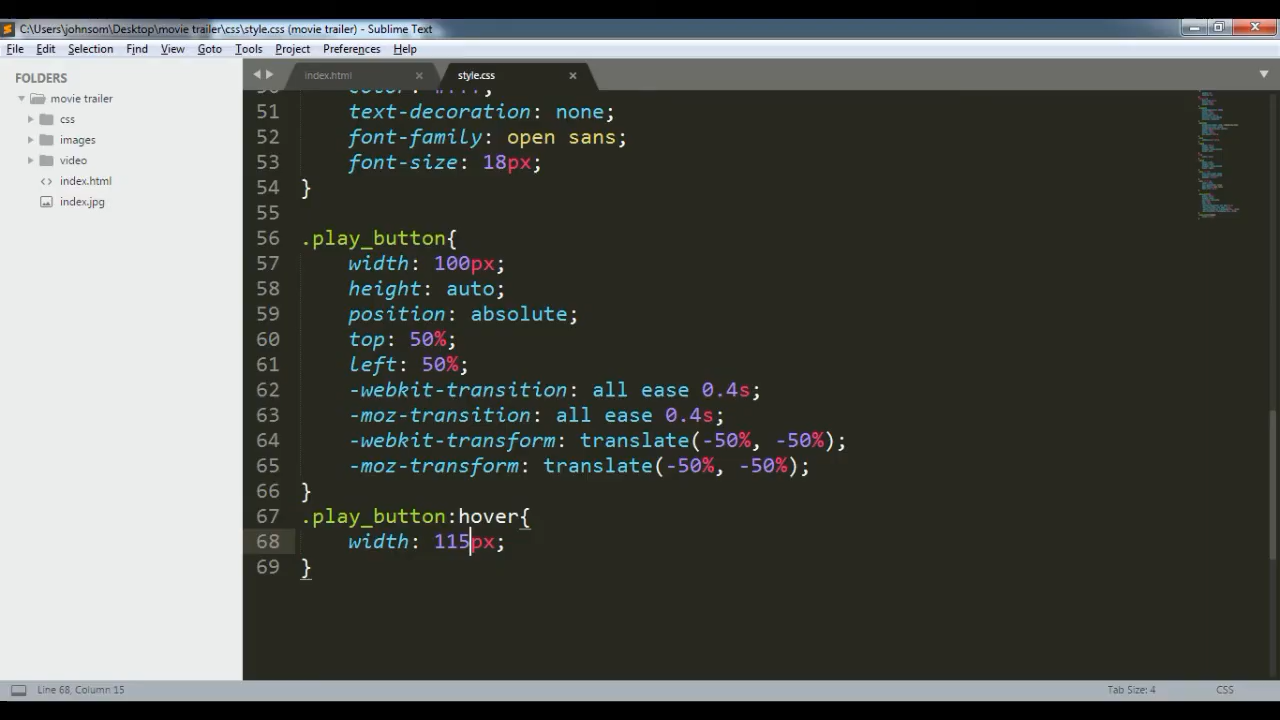 C:\Users\johnsom\Desktop\movie trailer\css\style.css (movie trailer) - Sublime Text
File Edit Selection Find View Goto Tools Project Preferences Help
FOLDERS
movie trailer
css
images
video
index.html
index.jpg
index.html
style.css
51 text-decoration: none;
52 font-family: open sans;
53 font-size: 18px;
54 }
55
56 .play_button{
57 width: 100px;
58 height: auto;
59 position: absolute;
60 top: 50%;
61 left: 50%;
62 -webkit-transition: all ease 0.4s;
63 -moz-transition: all ease 0.4s;
64 -webkit-transform: translate(-50%, -50%);
65 -moz-transform: translate(-50%, -50%);
66 }
67 .play_button:hover{
68 width: 115px;
69 }
Line 68, Column 15
Tab Size: 4
CSS